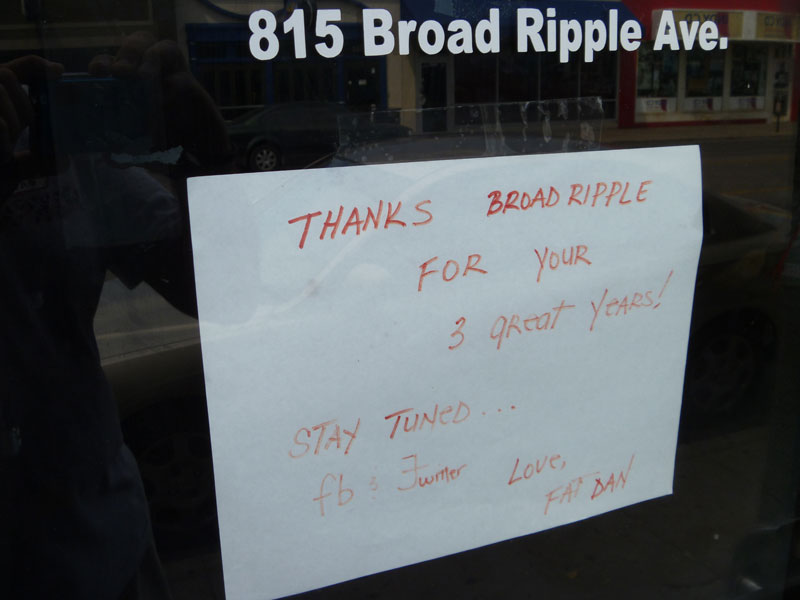 815 Broad Ripple Ave.
THANKS BROAD RIPPLE
FOR YOUR
3 great years!
STAY TUNED...
fb & Twitter LOVE,
FAT DAN